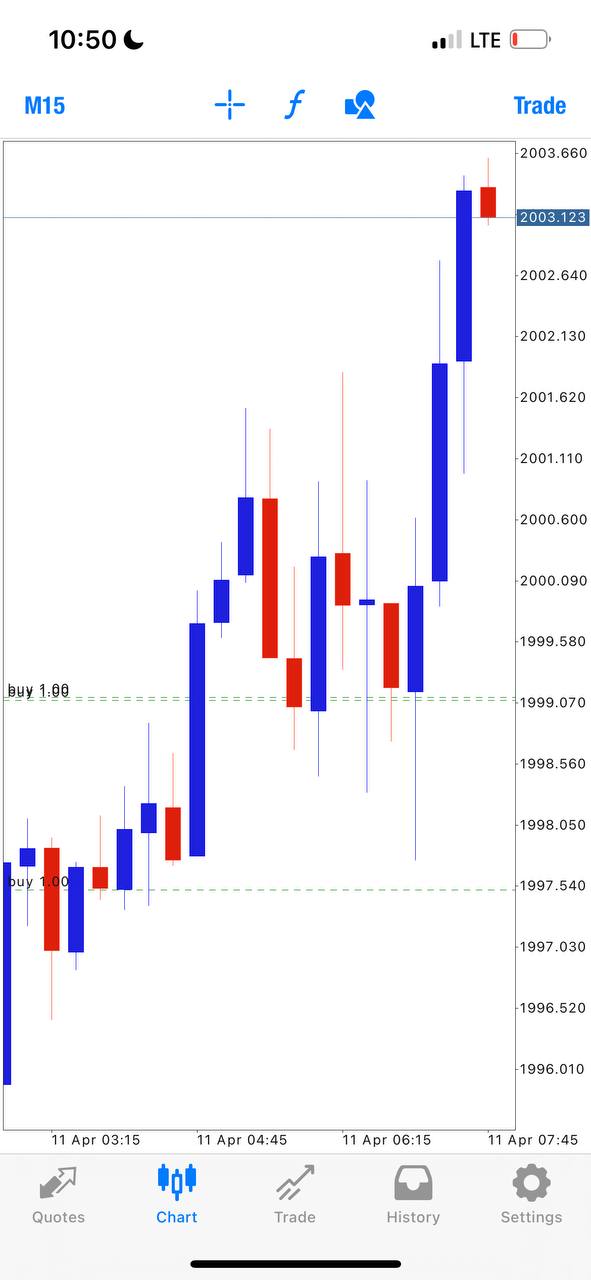 10:50 LTE
M15 f Trade
2003.660
2003.123
2002.640
2002.130
2001.620
2001.110
2000.600
2000.090
1999.580
buy 1.00
buy 1.00
1999.070
1998.560
1998.050
buy 1.00
1997.540
1997.030
1996.520
1996.010
11 Apr 03:15 11 Apr 04:45 11 Apr 06:15 11 Apr 07:45
Quotes Chart Trade History Settings